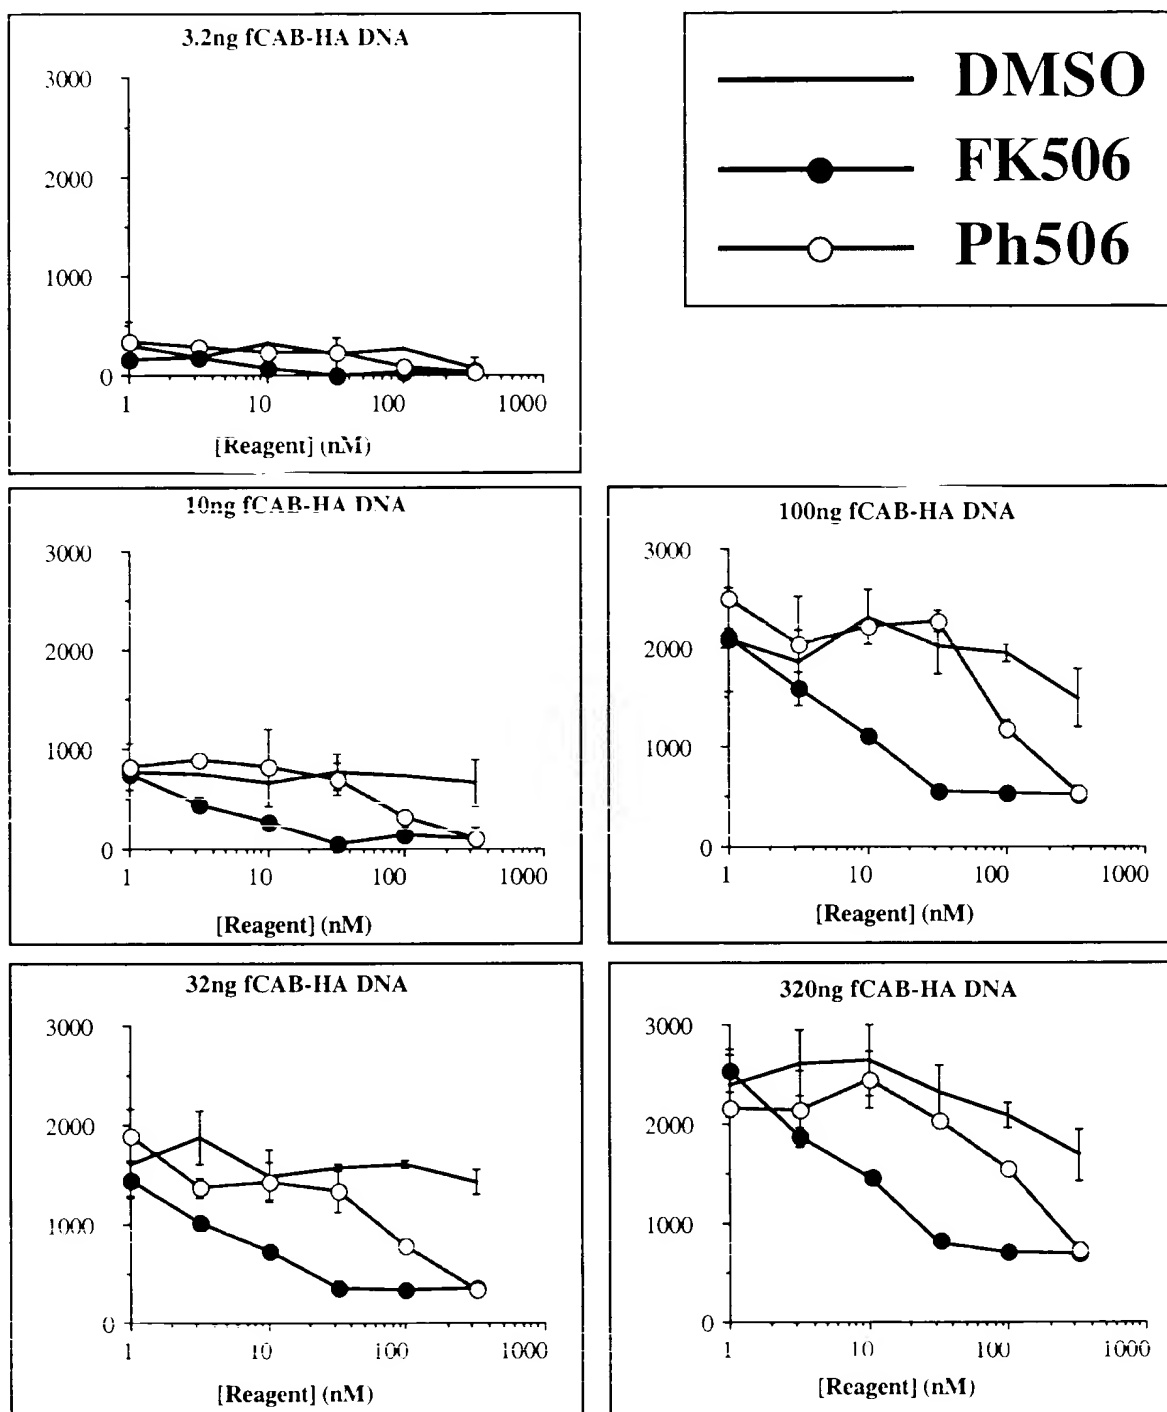 3.2ng fCAB-HA DNA
3000
2000
1000
0
1 10 100 1000
[Reagent] (nM)
DMSO
FK506
Ph506
10ng fCAB-HA DNA
3000
2000
1000
0
1 10 100 1000
[Reagent] (nM)
100ng fCAB-HA DNA
3000
2000
1000
0
1 10 100 1000
[Reagent] (nM)
32ng fCAB-HA DNA
3000
2000
1000
0
1 10 100 1000
[Reagent] (nM)
320ng fCAB-HA DNA
3000
2000
1000
0
1 10 100 1000
[Reagent] (nM)